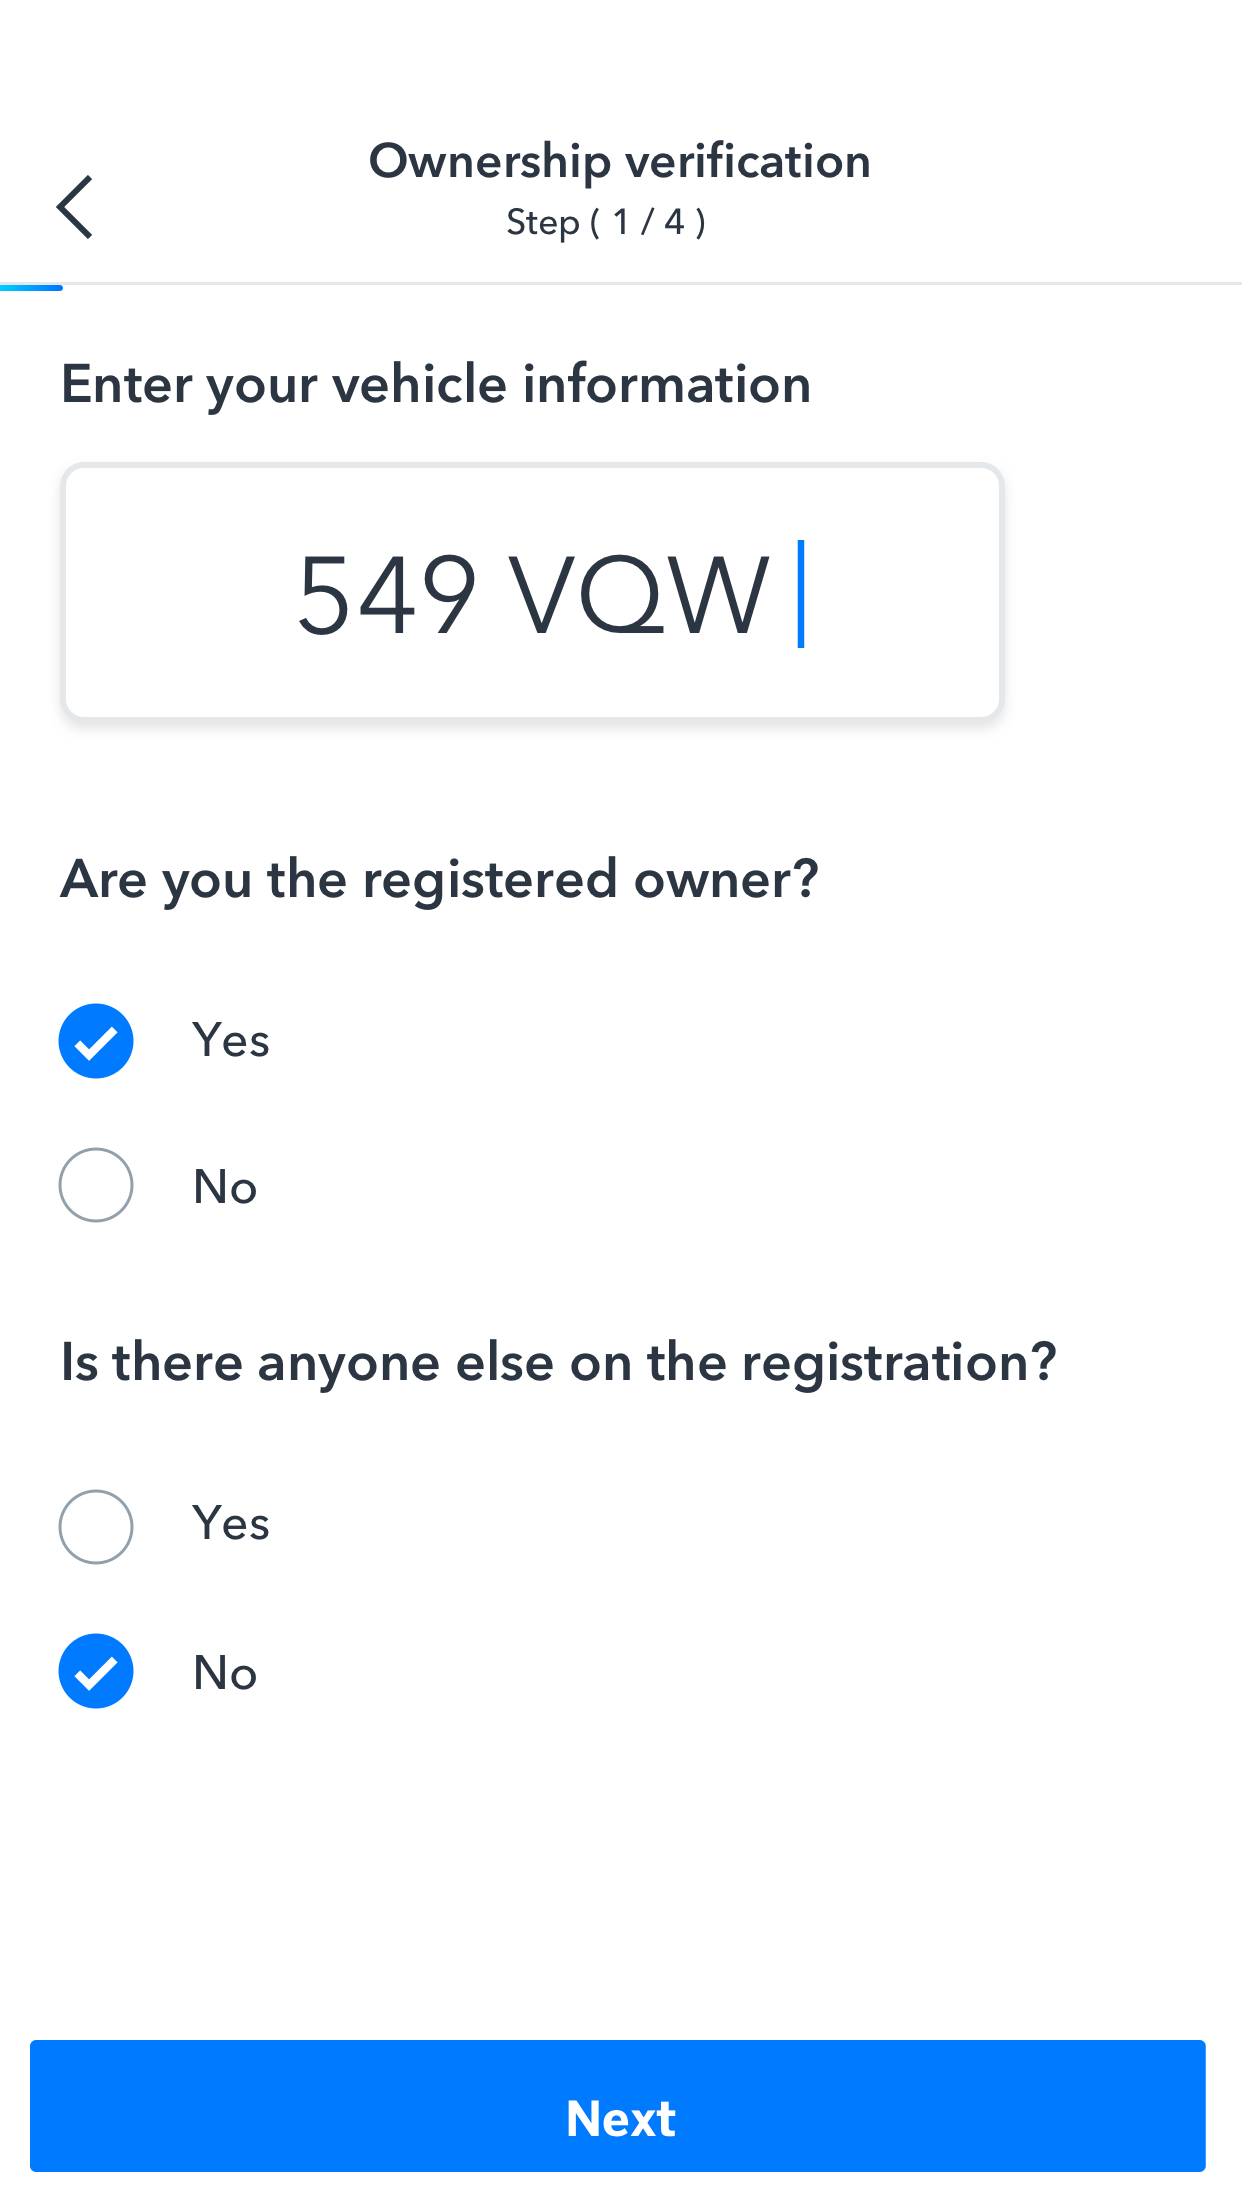 Ownership verification
Step ( 1 / 4 )
Enter your vehicle information
549 VQW
Are you the registered owner?
Yes
No
Is there anyone else on the registration?
Yes
No
Next